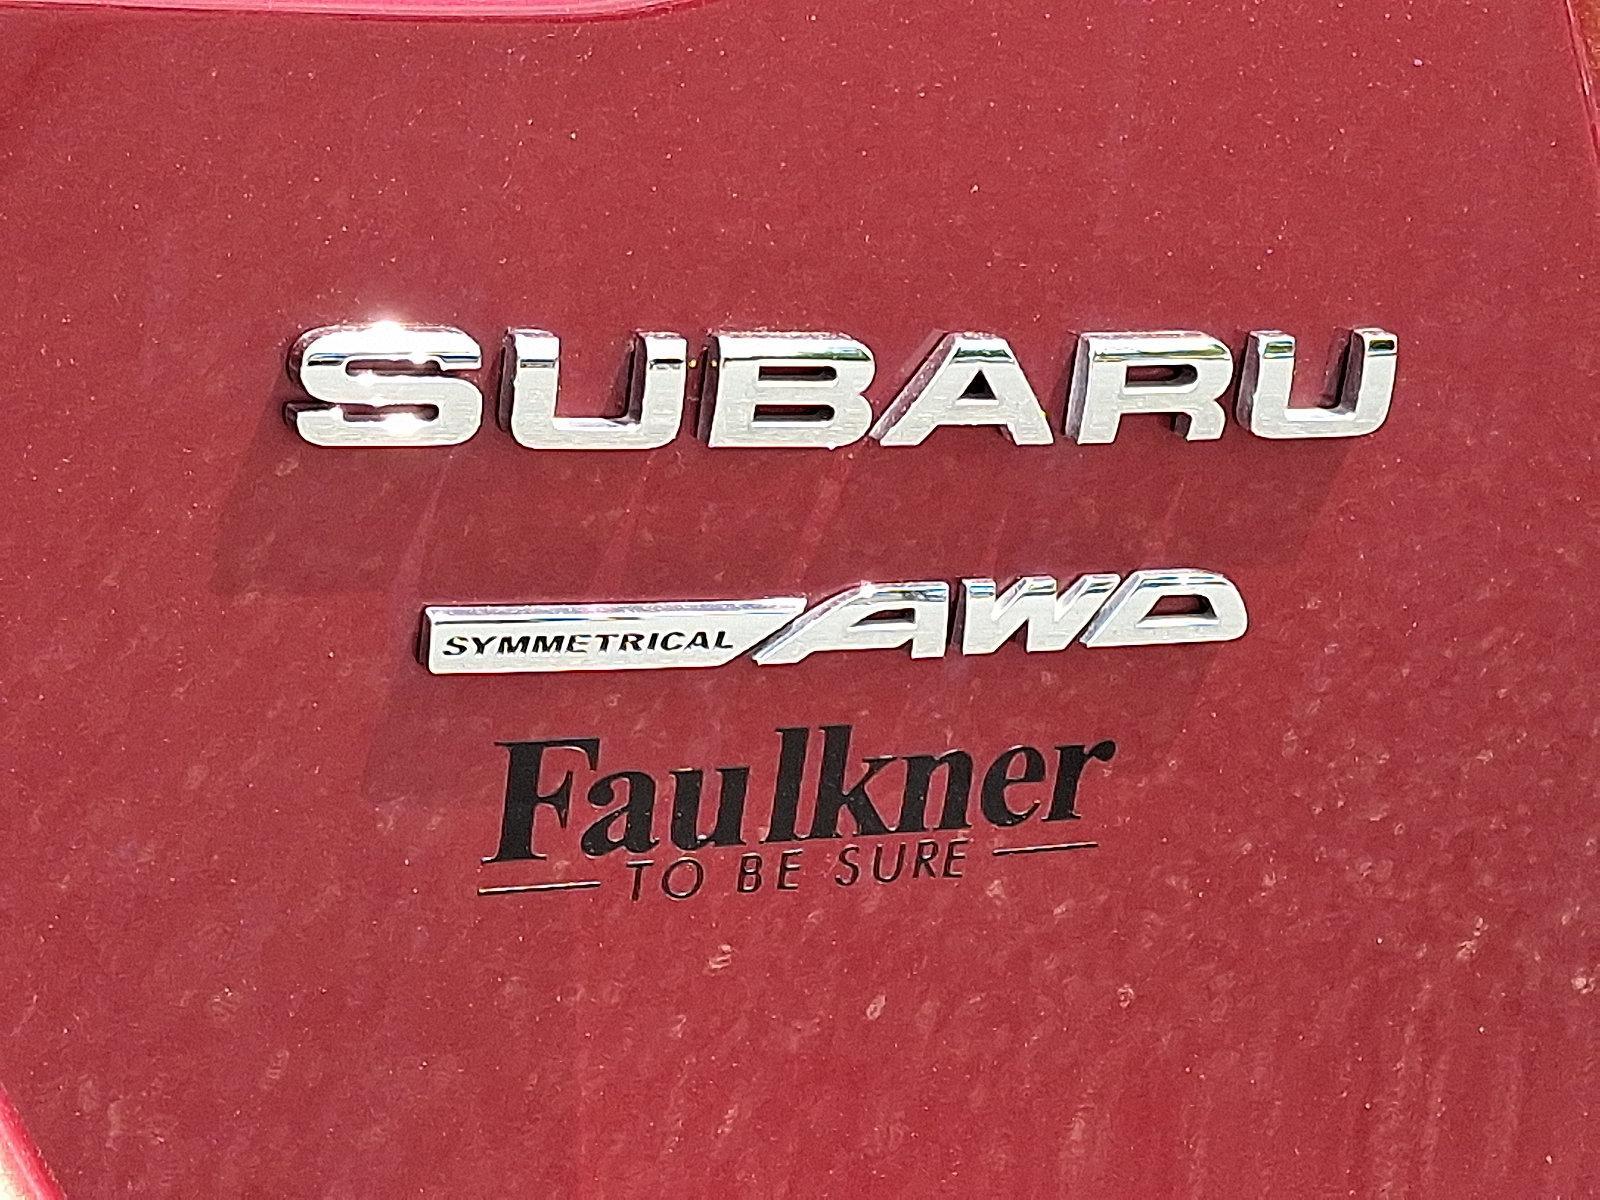 SUBARU
SYMMETRICAL AWD
Faulkner
TO BE SURE